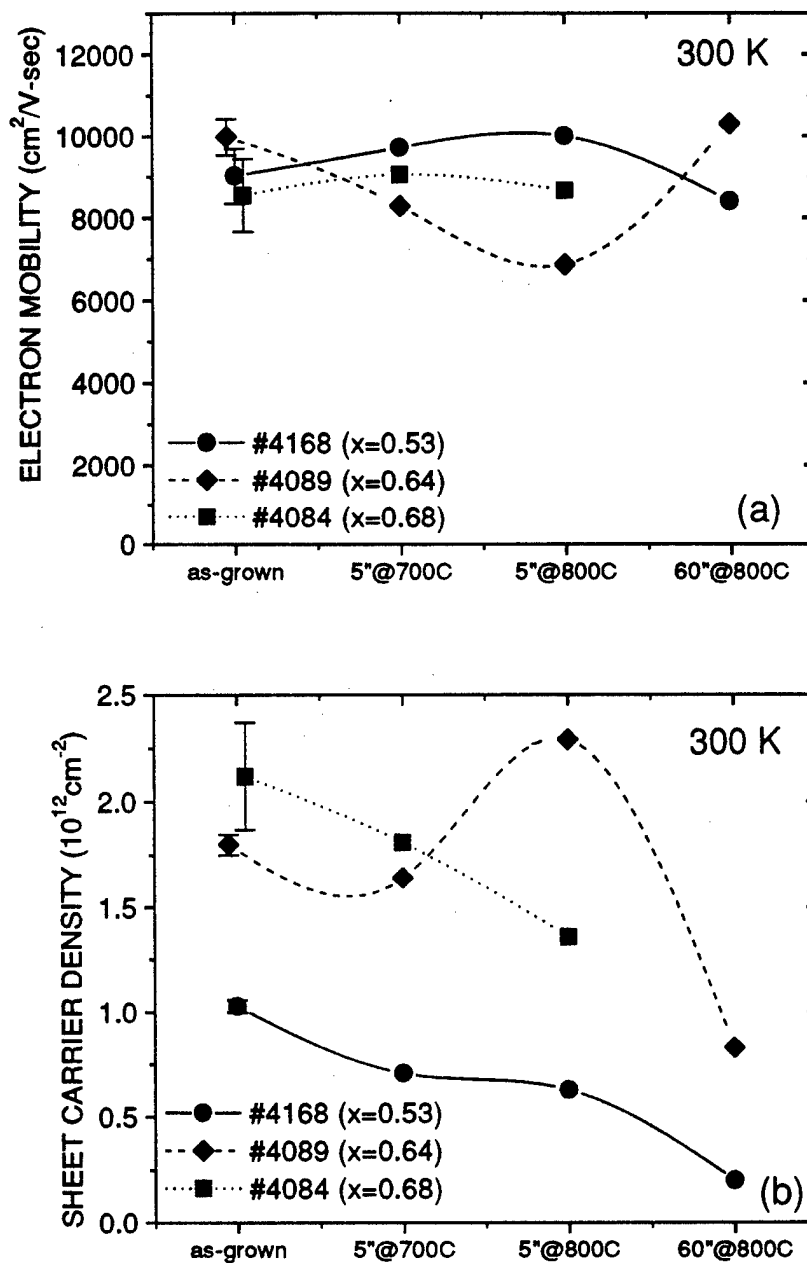 300 K
ELECTRON MOBILITY (cm²/V-sec)
12000
10000
8000
6000
4000
2000
0
#4168 (x=0.53)
#4089 (x=0.64)
#4084 (x=0.68)
(a)
as-grown 5"@700C 5"@800C 60"@800C
300 K
SHEET CARRIER DENSITY (10¹²cm⁻²)
2.5
2.0
1.5
1.0
0.5
0.0
#4168 (x=0.53)
#4089 (x=0.64)
#4084 (x=0.68)
(b)
as-grown 5"@700C 5"@800C 60"@800C